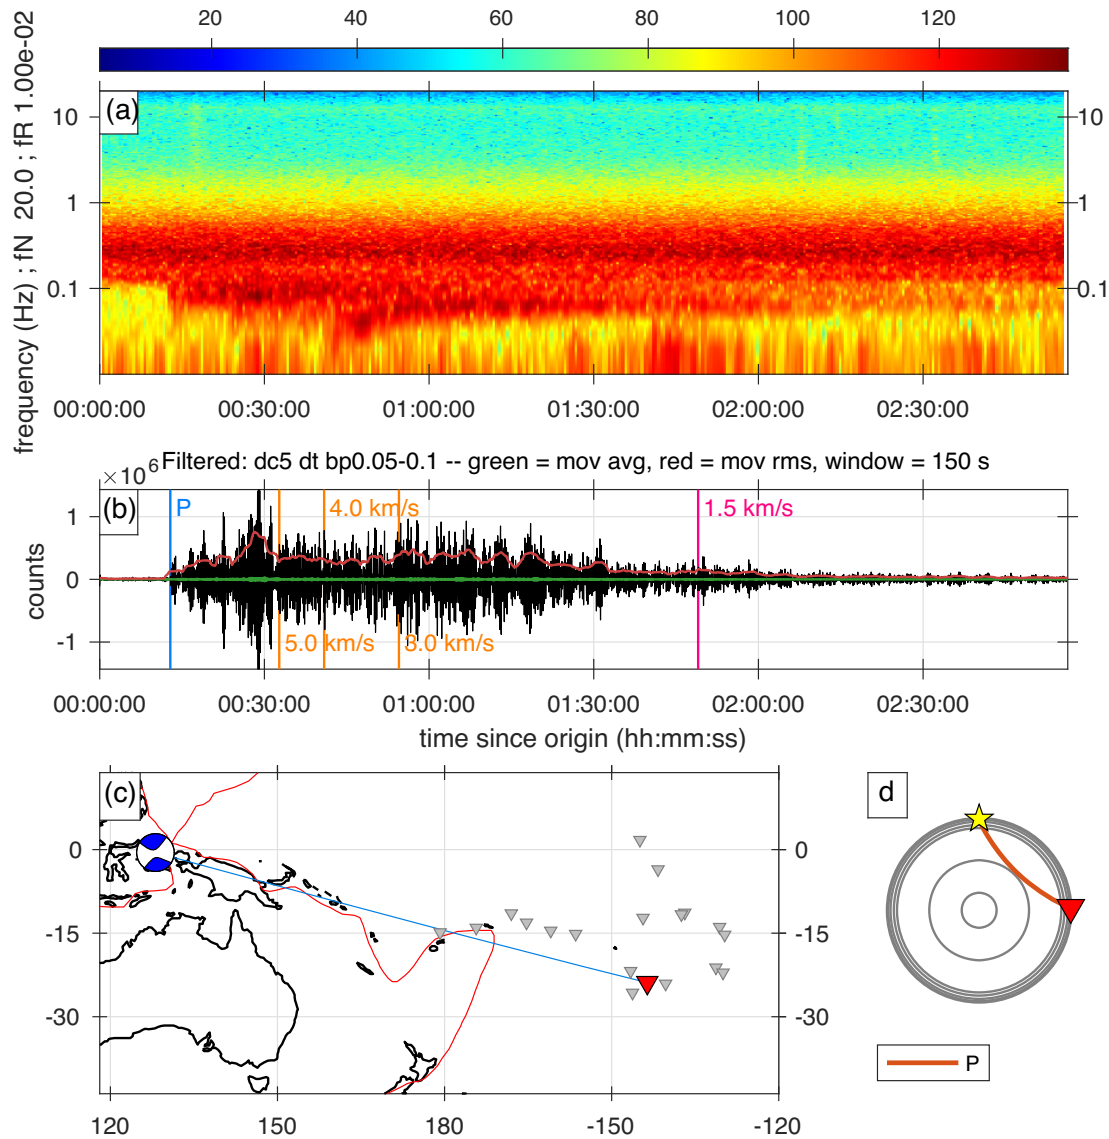 20 40 60 80 100 120
frequency (Hz) ; fN 20.0 ; fR 1.00e-02
(a)
10 10
1 1
0.1 0.1
00:00:00 00:30:00 01:00:00 01:30:00 02:00:00 02:30:00
×10^6 Filtered: dc5 dt bp0.05-0.1 -- green = mov avg, red = mov rms, window = 150 s
(b)
P 4.0 km/s 1.5 km/s
5.0 km/s 3.0 km/s
counts
1
0
-1
00:00:00 00:30:00 01:00:00 01:30:00 02:00:00 02:30:00
time since origin (hh:mm:ss)
(c)
0 0
-15 -15
-30 -30
120 150 180 -150 -120
d
P